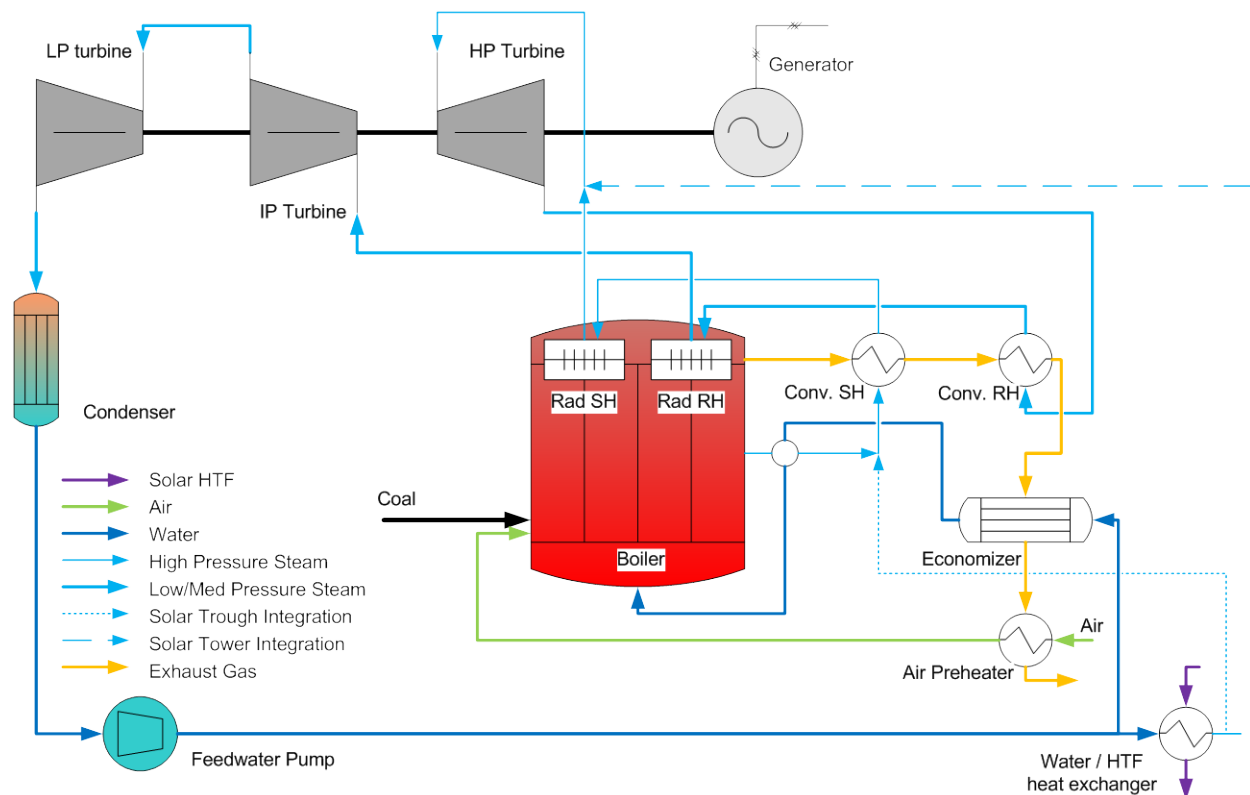 LP turbine
HP Turbine
Generator
IP Turbine
Condenser
Rad SH
Rad RH
Conv. SH
Conv. RH
Solar HTF
Air
Water
High Pressure Steam
Low/Med Pressure Steam
Solar Trough Integration
Solar Tower Integration
Exhaust Gas
Coal
Boiler
Economizer
Air
Air Preheater
Feedwater Pump
Water / HTF
heat exchanger